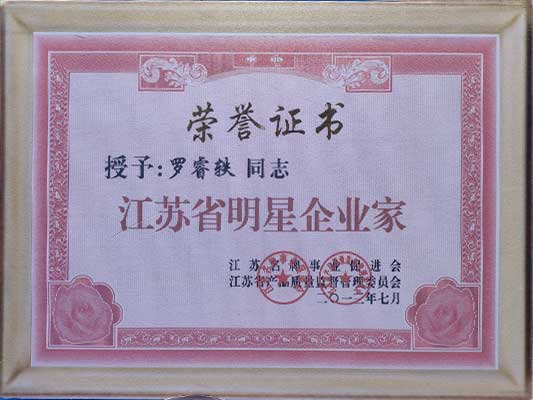 荣誉证书
授予:罗睿轶 同志
江苏省明星企业家
江苏名牌事业促进会
江苏省产品质量监督管理委员会
二〇一三年七月